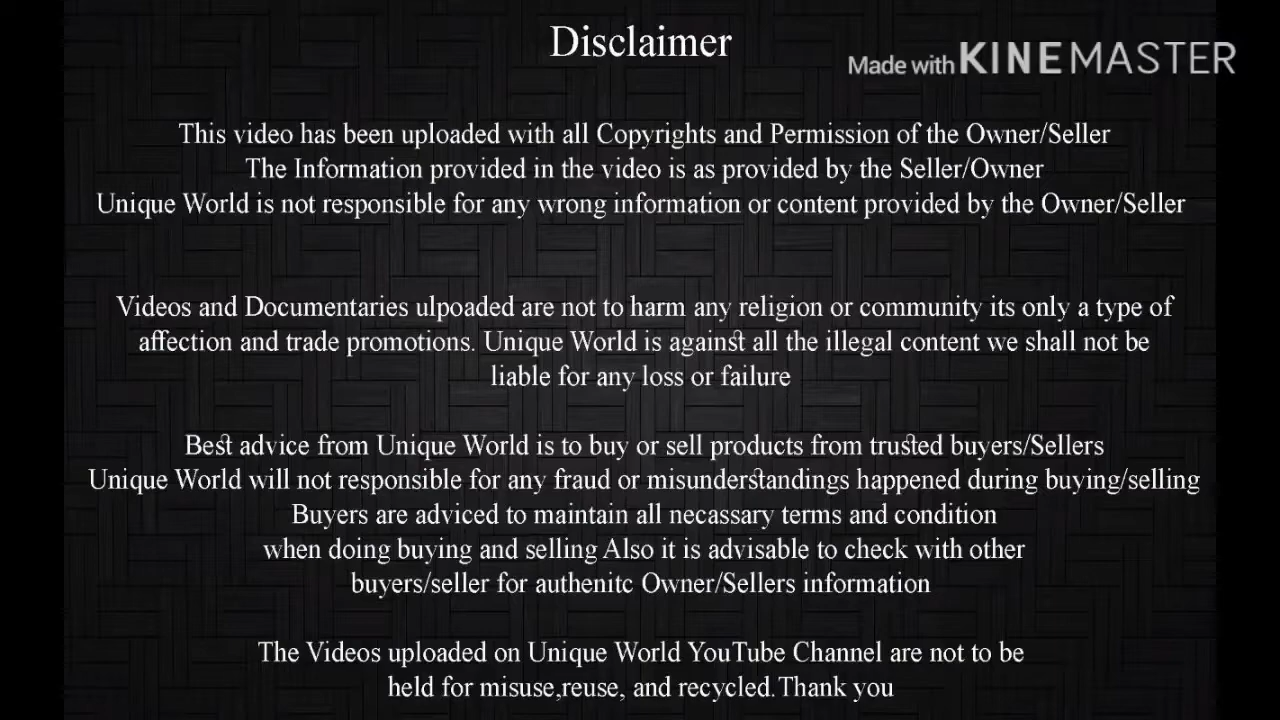 Disclaimer
Made with KINEMASTER
This video has been uploaded with all Copyrights and Permission of the Owner/Seller
The Information provided in the video is as provided by the Seller/Owner
Unique World is not responsible for any wrong information or content provided by the Owner/Seller
Videos and Documentaries ulpoaded are not to harm any religion or community its only a type of
affection and trade promotions. Unique World is against all the illegal content we shall not be
liable for any loss or failure
Best advice from Unique World is to buy or sell products from trusted buyers/Sellers
Unique World will not responsible for any fraud or misunderstandings happened during buying/selling
Buyers are adviced to maintain all necassary terms and condition
when doing buying and selling Also it is advisable to check with other
buyers/seller for authenitc Owner/Sellers information
The Videos uploaded on Unique World YouTube Channel are not to be
held for misuse,reuse, and recycled.Thank you